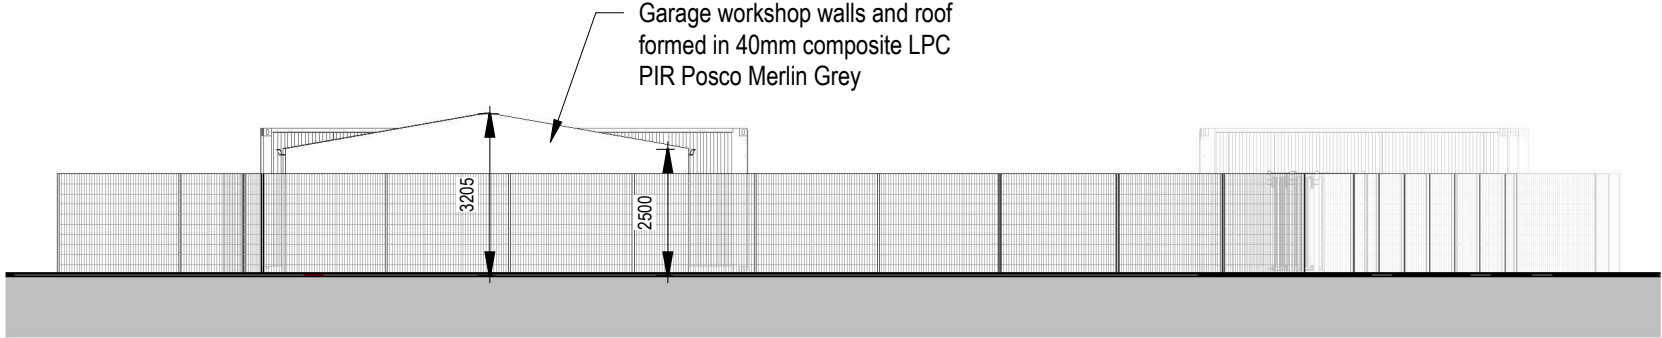 Garage workshop walls and roof
formed in 40mm composite LPC
PIR Posco Merlin Grey
3205
2500